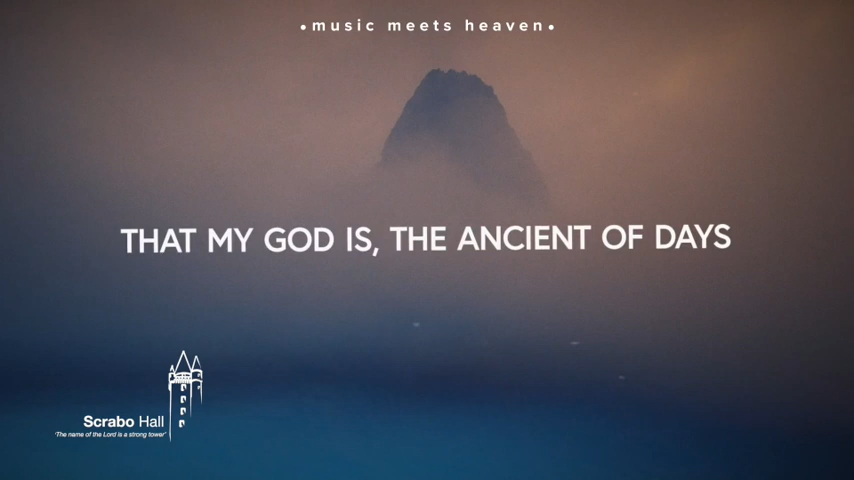 •music meets heaven•
THAT MY GOD IS, THE ANCIENT OF DAYS
Scrabo Hall
'The name of the Lord is a strong tower'